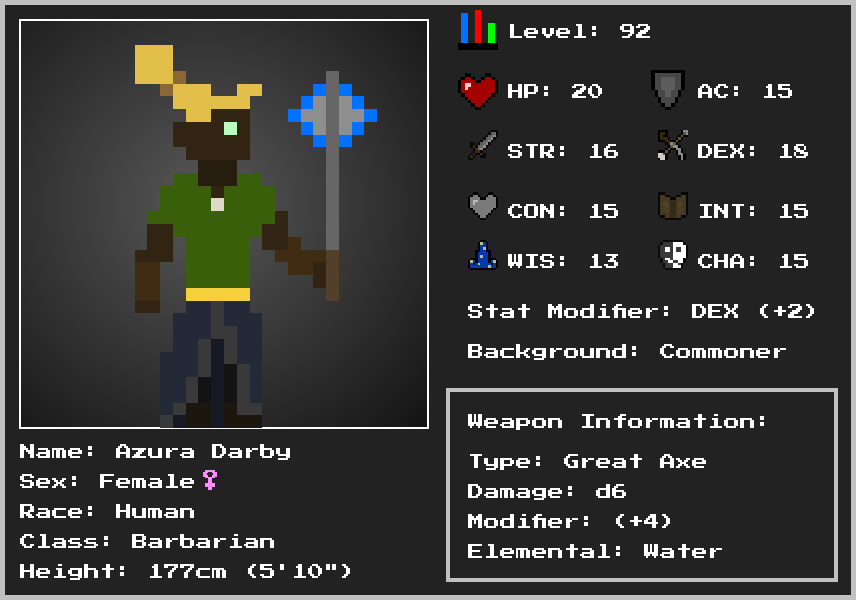 Level: 92
HP: 20 AC: 15
STR: 16 DEX: 18
CON: 15 INT: 15
WIS: 13 CHA: 15
Stat Modifier: DEX (+2)
Background: Commoner
Weapon Information:
Type: Great Axe
Damage: d6
Modifier: (+4)
Elemental: Water
Name: Azura Darby
Sex: Female♀
Race: Human
Class: Barbarian
Height: 177cm (5'10")